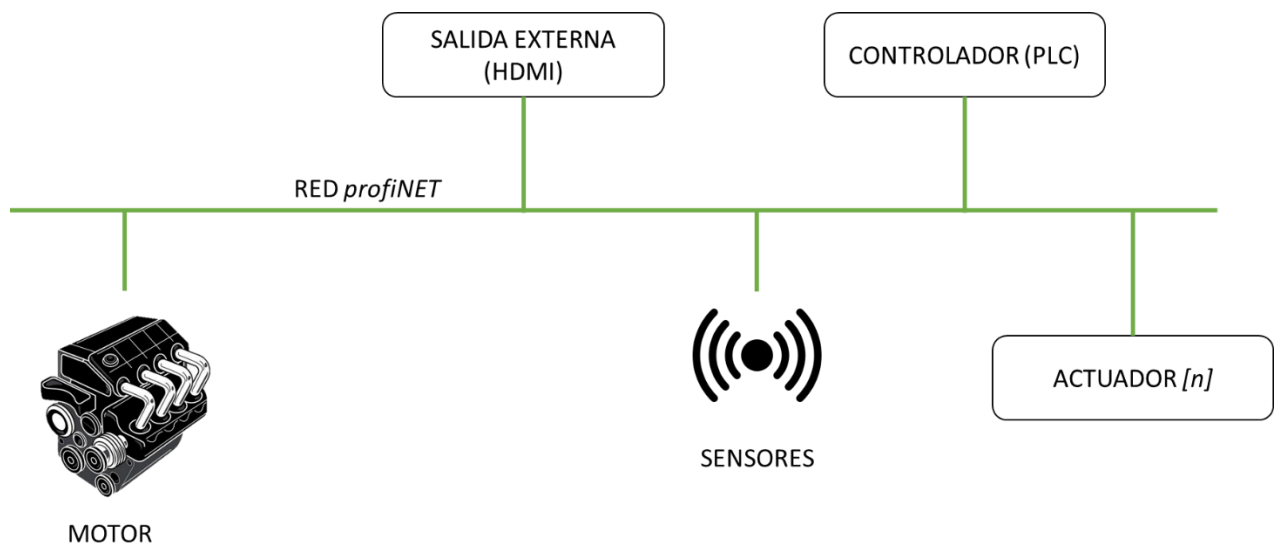 SALIDA EXTERNA
(HDMI)
CONTROLADOR (PLC)
RED profiNET
ACTUADOR [n]
SENSORES
MOTOR